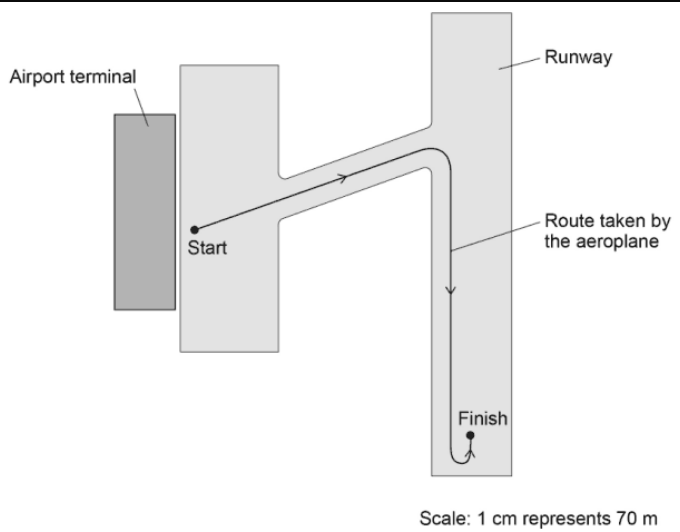 Airport terminal
Runway
Start
Route taken by
the aeroplane
Finish
Scale: 1 cm represents 70 m